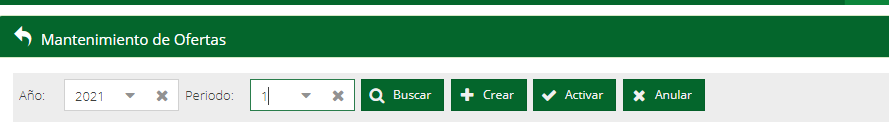 Mantenimiento de Ofertas
Año: 2021 Periodo: 1 Buscar Crear Activar Anular